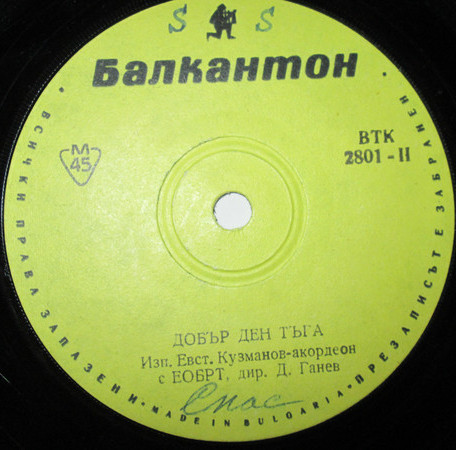 S S
Балкантон
М
45
ВТК
2801-II
ДОБЪР ДЕН ТЪГА
Изп. Евст. Кузманов-акордеон
с ЕОБРТ, дир. Д. Ганев
Спас
• ВСИЧКИ ПРАВА ЗАПАЗЕНИ • MADE IN BULGARIA • ПРЕЗАПИСЪТ Е ЗАБРАНЕН •